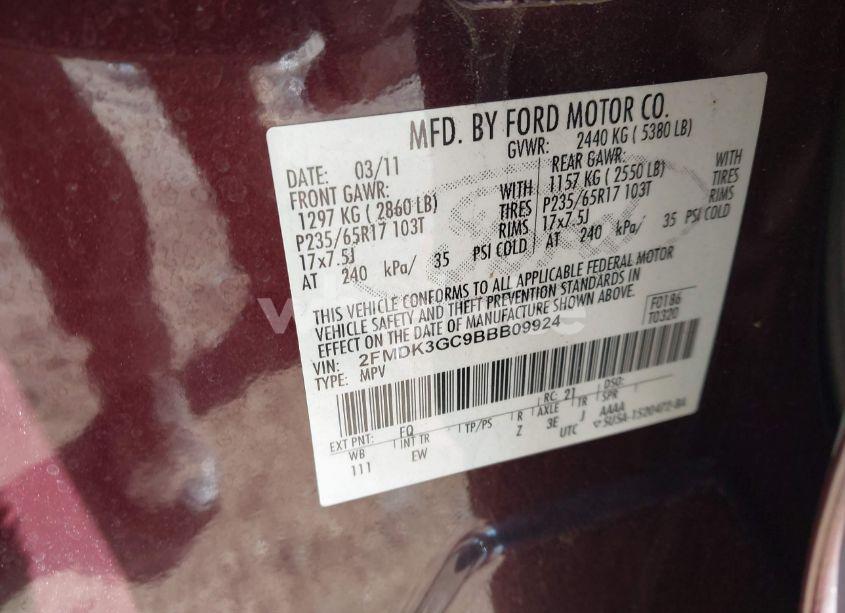 MFD. BY FORD MOTOR CO.
DATE: 03/11 GVWR: 2440 KG ( 5380 LB)
FRONT GAWR: REAR GAWR:
1297 KG ( 2860 LB) WITH 1157 KG ( 2550 LB) WITH
P235/65R17 103T TIRES P235/65R17 103T TIRES
17x7.5J RIMS 17x7.5J RIMS
AT 240 kPa/ 35 PSI COLD AT 240 kPa/ 35 PSI COLD
THIS VEHICLE CONFORMS TO ALL APPLICABLE FEDERAL MOTOR
VEHICLE SAFETY AND THEFT PREVENTION STANDARDS IN
EFFECT ON THE DATE OF MANUFACTURE SHOWN ABOVE.
VIN: 2FMDK3GC9BBB09924 F0186
TYPE: MPV T0320
EXT PNT: FQ RC: 21 DSO:
WB INT TR TP/PS R AXLE TR SPR
111 EW Z 3E J AAAA
UTC 5U5A-1520472-BA